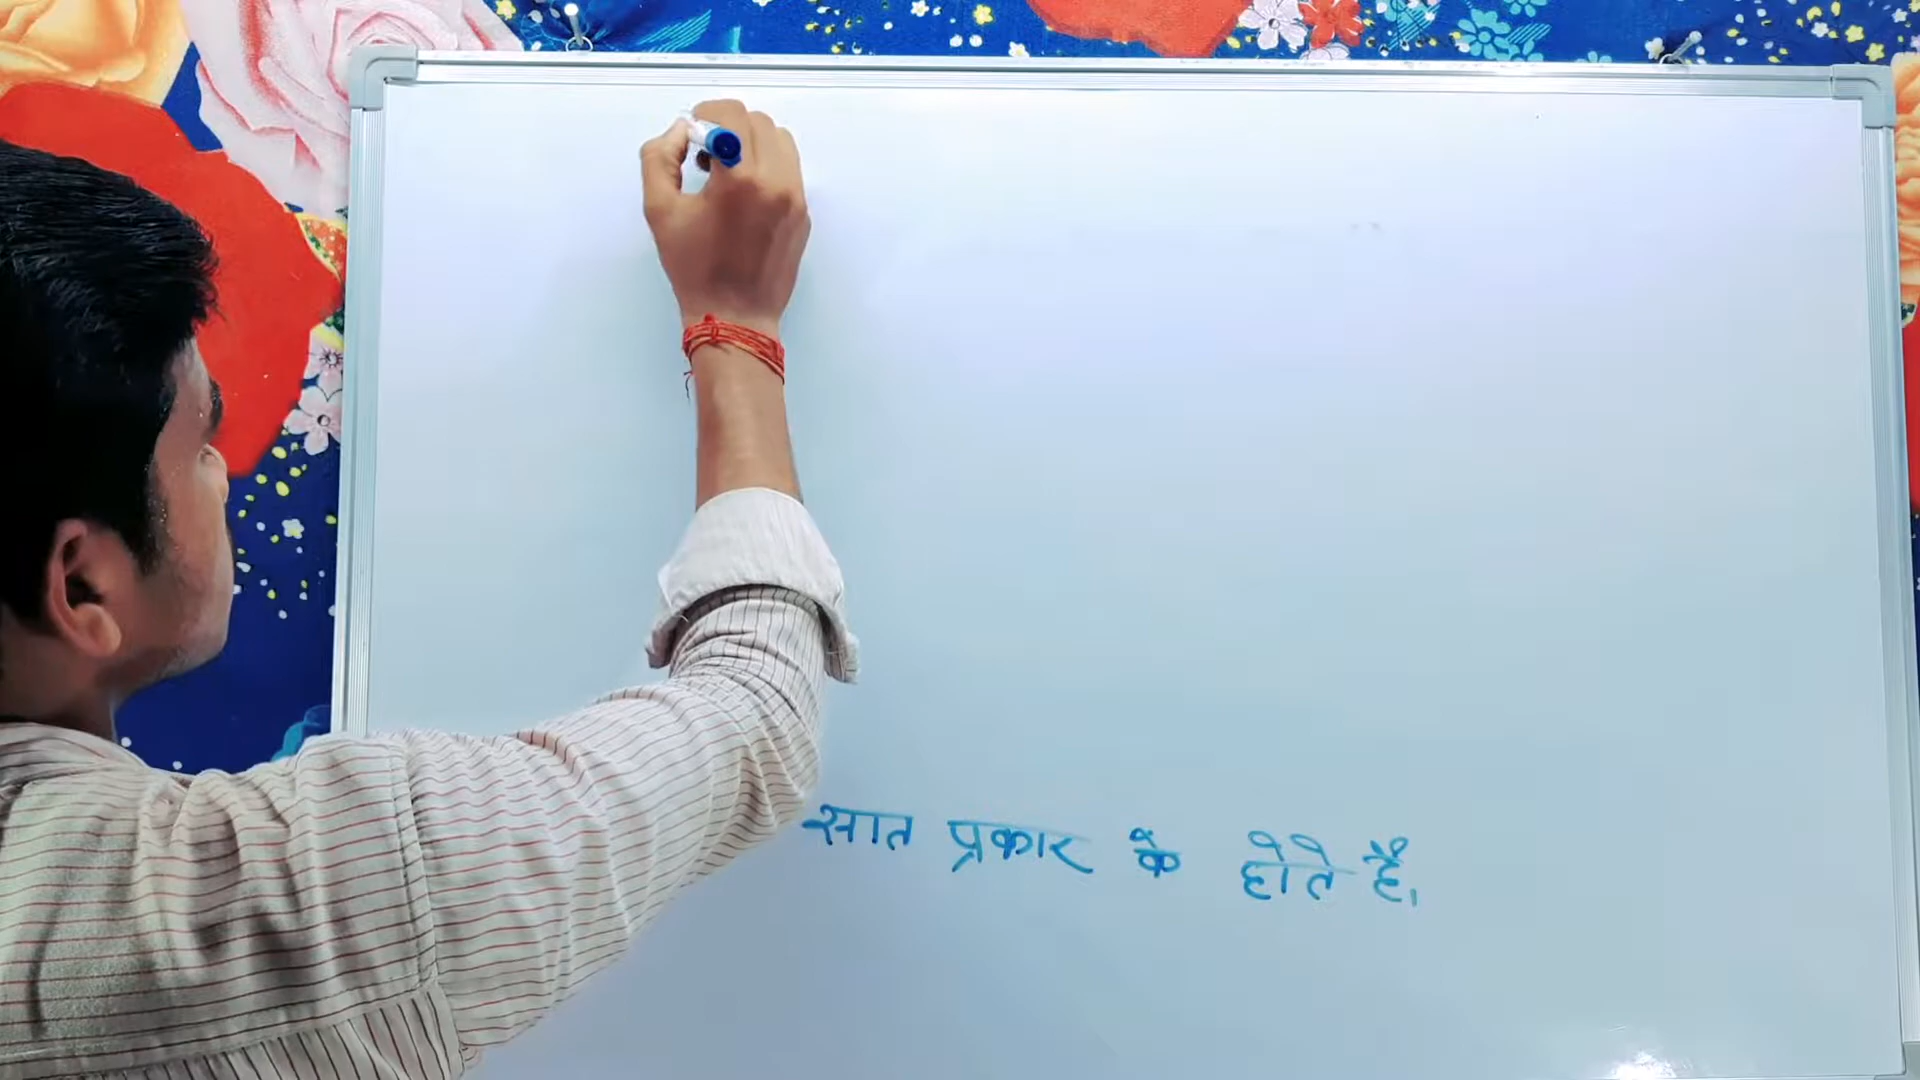 सात प्रकार के होते हैं,